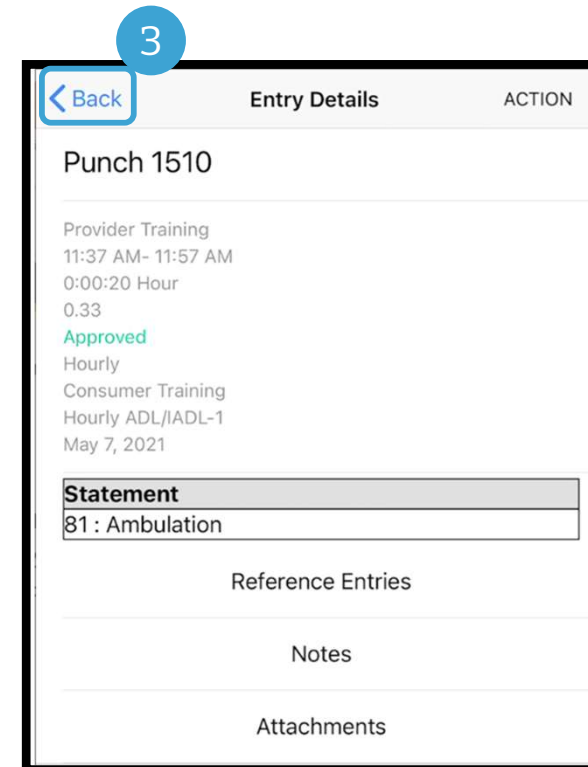 3
Back Entry Details ACTION
Punch 1510
Provider Training
11:37 AM- 11:57 AM
0:00:20 Hour
0.33
Approved
Hourly
Consumer Training
Hourly ADL/IADL-1
May 7, 2021
Statement
81 : Ambulation
Reference Entries
Notes
Attachments